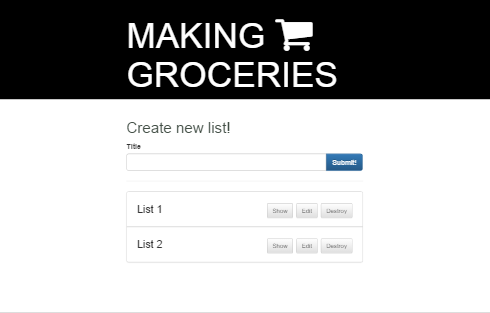 MAKING
GROCERIES
Create new list!
Title
Submit!
List 1 Show Edit Destroy
List 2 Show Edit Destroy